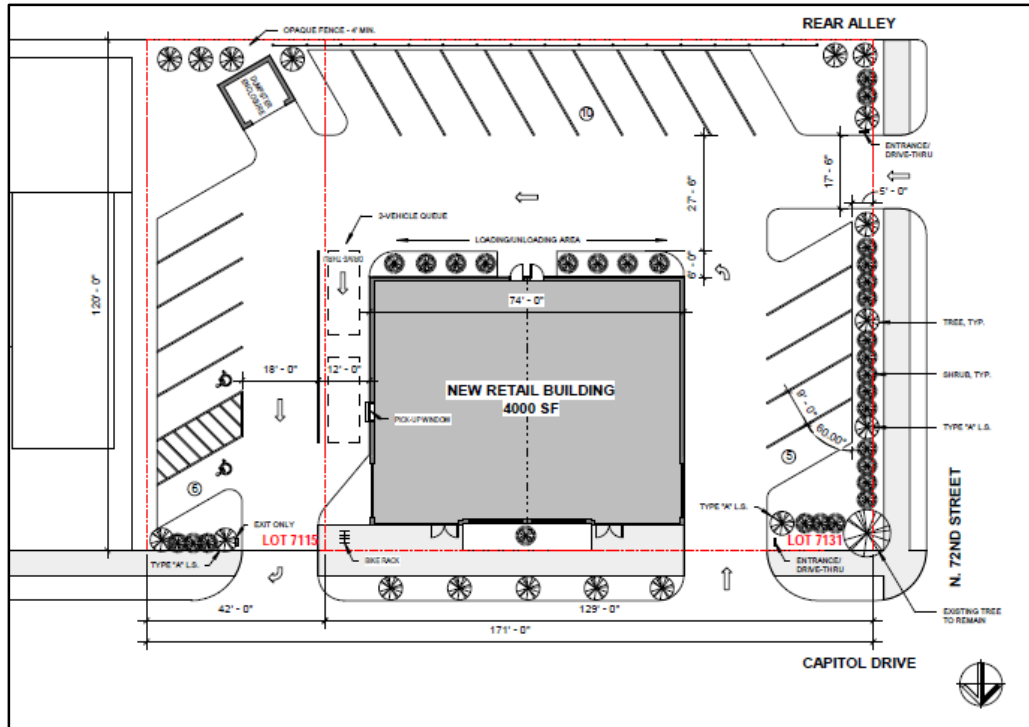 REAR ALLEY
OPAQUE FENCE - 4' MIN.
DUMPSTER
ENCLOSURE
10
ENTRANCE/
DRIVE-THRU
17' - 6"
5' - 0"
27' - 6"
2-VEHICLE QUEUE
LOADING/UNLOADING AREA
DRIVE-THRU
6' - 0"
74' - 0"
120' - 0"
TREE, TYP.
18' - 0"
12' - 0"
NEW RETAIL BUILDING
4000 SF
SHRUB, TYP.
PICK-UP WINDOW
9' - 0"
60.00°
TYPE "A" L.S.
5
6
TYPE "A" L.S.
N. 72ND STREET
EXIT ONLY
LOT 7115
LOT 7131
TYPE "A" L.S.
BIKE RACK
ENTRANCE/
DRIVE-THRU
42' - 0"
129' - 0"
EXISTING TREE
TO REMAIN
171' - 0"
CAPITOL DRIVE